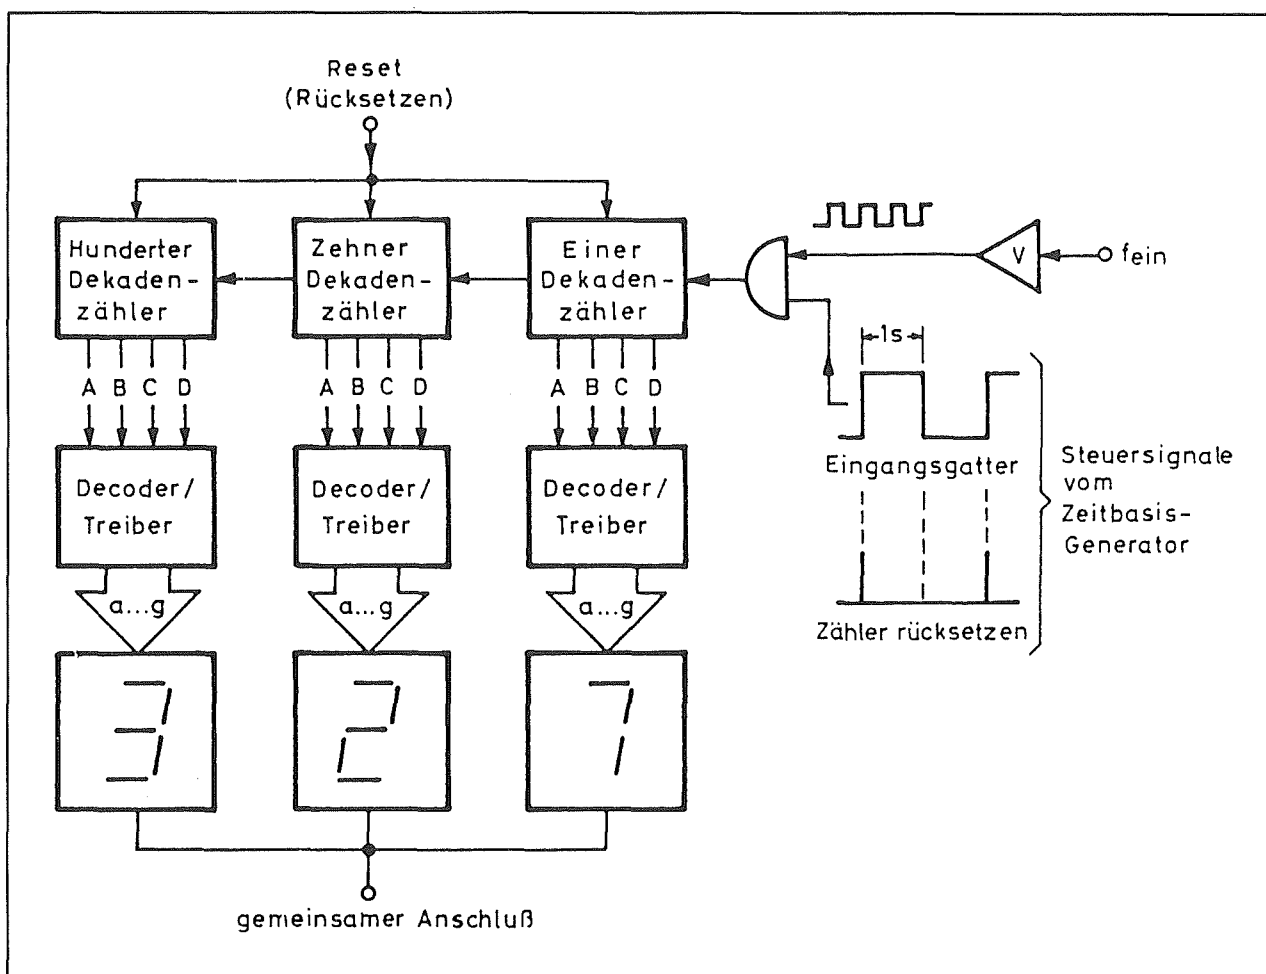 Reset
(Rücksetzen)
Hunderter
Dekaden-
zähler
Zehner
Dekaden-
zähler
Einer
Dekaden-
zähler
V
fein
1s
A B C D
A B C D
A B C D
Eingangsgatter
Steuersignale
vom
Zeitbasis-
Generator
Zähler rücksetzen
Decoder/
Treiber
Decoder/
Treiber
Decoder/
Treiber
a...g
a...g
a...g
3
2
7
gemeinsamer Anschluß